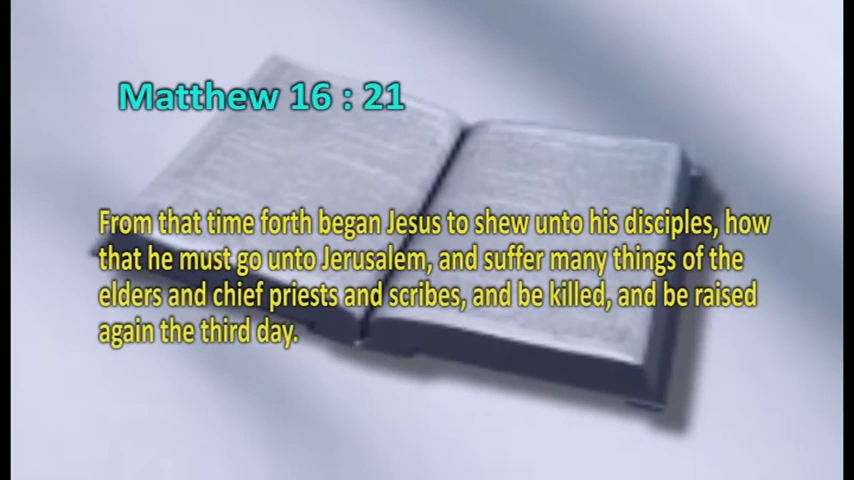 Matthew 16 : 21
From that time forth began Jesus to shew unto his disciples, how
that he must go unto Jerusalem, and suffer many things of the
elders and chief priests and scribes, and be killed, and be raised
again the third day.